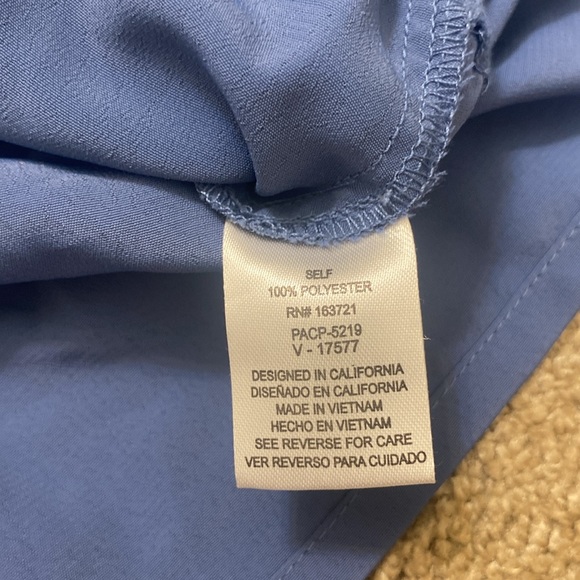 SELF
100% POLYESTER
RN# 163721
PACP-5219
V - 17577
DESIGNED IN CALIFORNIA
DISEÑADO EN CALIFORNIA
MADE IN VIETNAM
HECHO EN VIETNAM
SEE REVERSE FOR CARE
VER REVERSO PARA CUIDADO